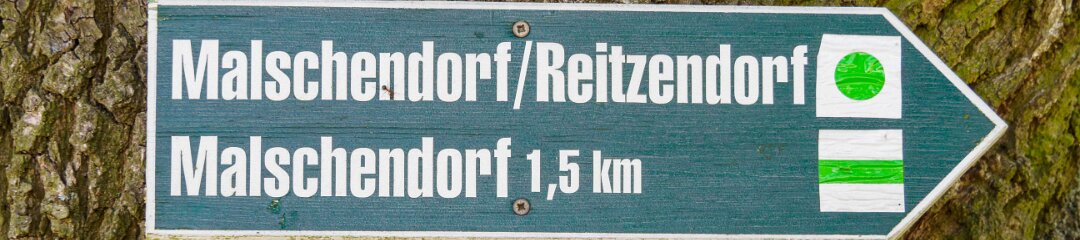 Malschendorf/Reitzendorf
Malschendorf 1,5 km